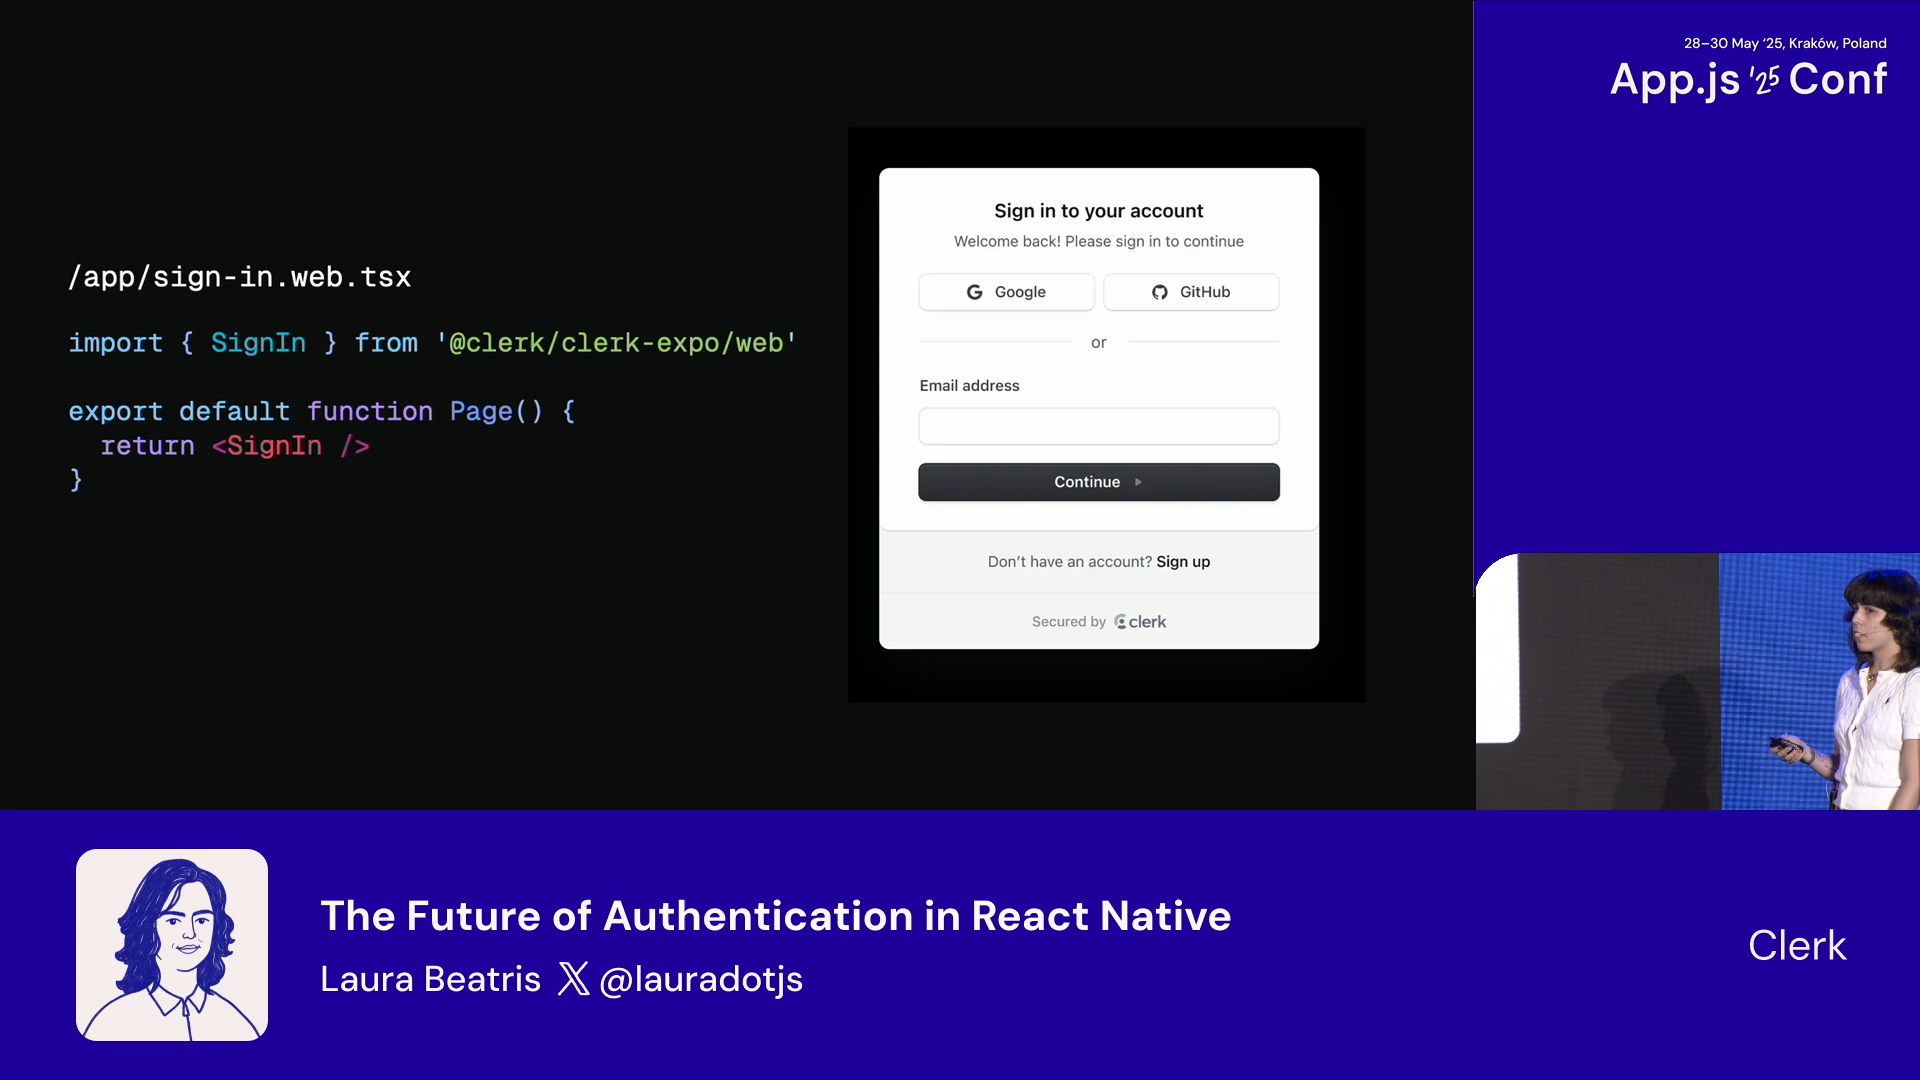 28–30 May '25, Kraków, Poland
App.js '25 Conf
/app/sign-in.web.tsx
import { SignIn } from '@clerk/clerk-expo/web'
export default function Page() {
return <SignIn />
}
Sign in to your account
Welcome back! Please sign in to continue
Google
GitHub
or
Email address
Continue
Don't have an account? Sign up
Secured by clerk
The Future of Authentication in React Native
Laura Beatris X @lauradotjs
Clerk